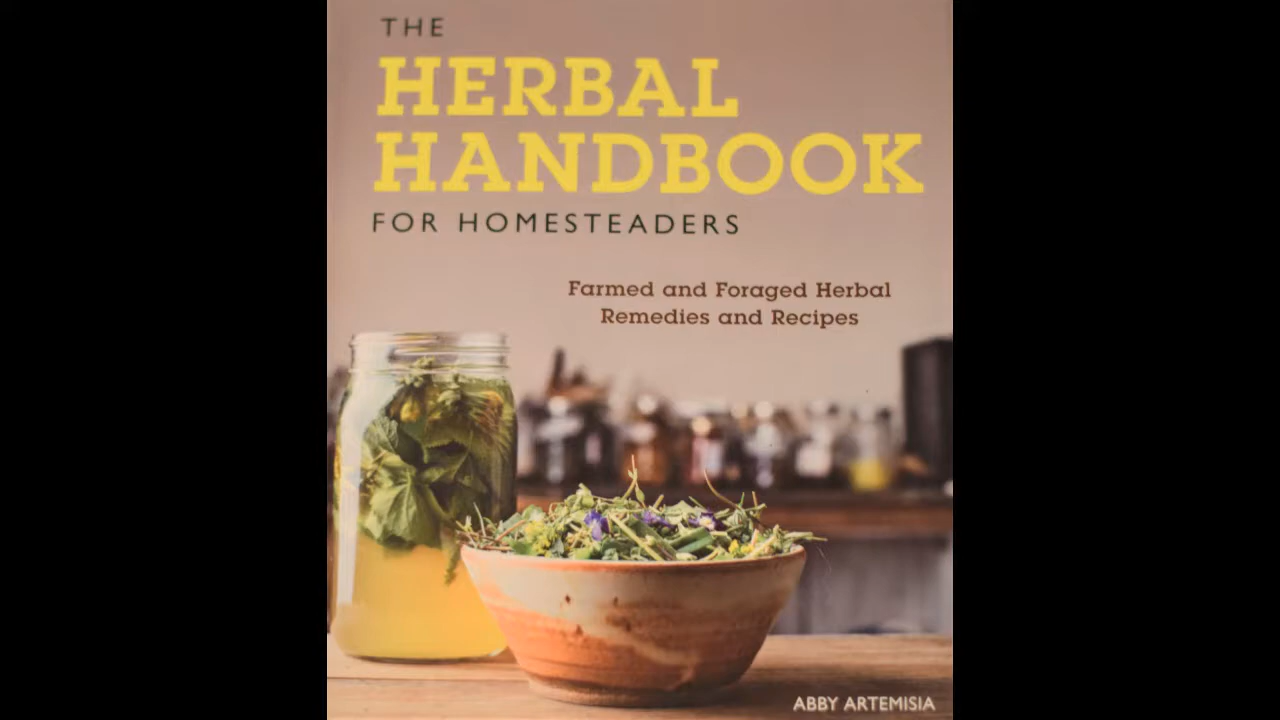 THE
HERBAL
HANDBOOK
FOR HOMESTEADERS
Farmed and Foraged Herbal
Remedies and Recipes
ABBY ARTEMISIA